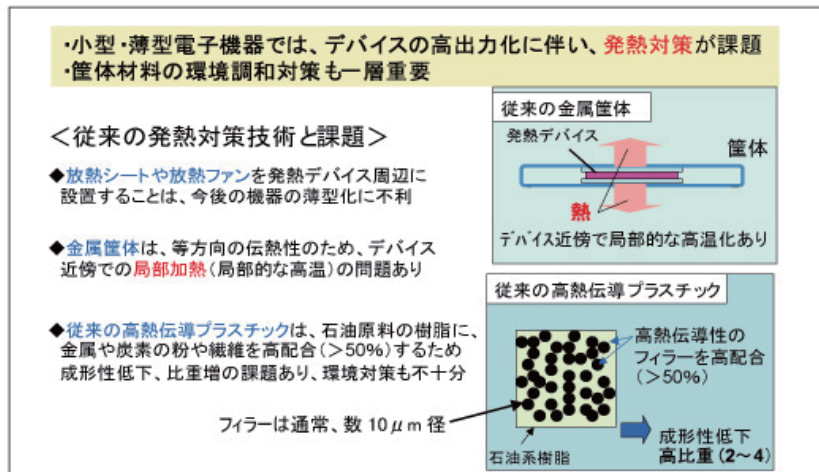 ・小型・薄型電子機器では、デバイスの高出力化に伴い、発熱対策が課題
・筐体材料の環境調和対策も一層重要
＜従来の発熱対策技術と課題＞
◆放熱シートや放熱ファンを発熱デバイス周辺に
設置することは、今後の機器の薄型化に不利
◆金属筐体は、等方向の伝熱性のため、デバイス
近傍での局部加熱(局部的な高温)の問題あり
◆従来の高熱伝導プラスチックは、石油原料の樹脂に、
金属や炭素の粉や繊維を高配合(＞50%)するため
成形性低下、比重増の課題あり、環境対策も不十分
フィラーは通常、数10μm径
従来の金属筐体
発熱デバイス
筐体
熱
デバイス近傍で局部的な高温化あり
従来の高熱伝導プラスチック
高熱伝導性の
フィラーを高配合
(＞50%)
石油系樹脂
成形性低下
高比重(2～4)